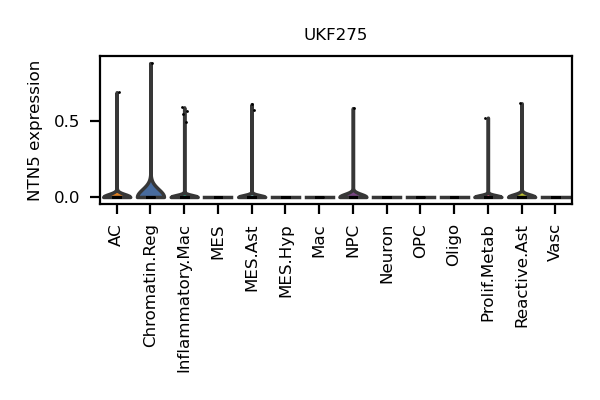 UKF275
NTN5 expression
0.5
0.0
AC
Chromatin.Reg
Inflammatory.Mac
MES
MES.Ast
MES.Hyp
Mac
NPC
Neuron
OPC
Oligo
Prolif.Metab
Reactive.Ast
Vasc